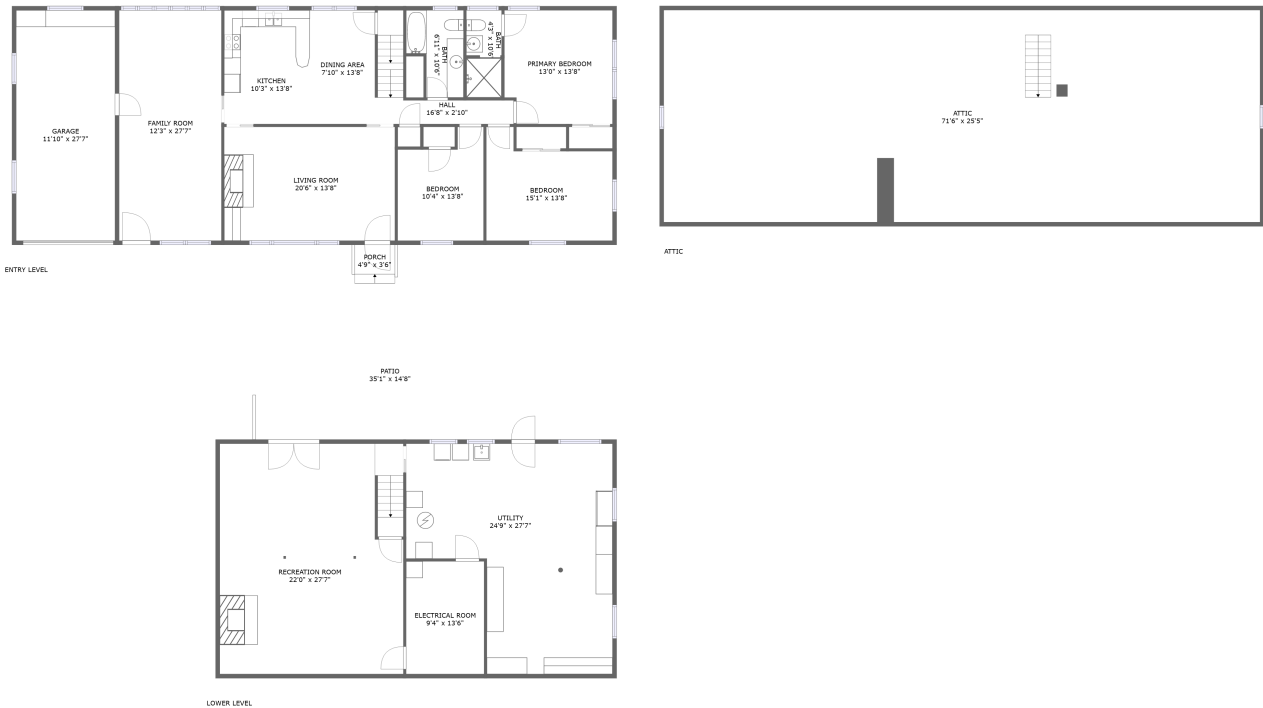 KITCHEN
10'3" x 13'8"
DINING AREA
7'10" x 13'8"
BATH
6'11" x 10'6"
BATH
4'3" x 10'6"
PRIMARY BEDROOM
13'0" x 13'8"
HALL
16'8" x 2'10"
GARAGE
11'10" x 27'7"
FAMILY ROOM
12'3" x 27'7"
LIVING ROOM
20'6" x 13'8"
BEDROOM
10'4" x 13'8"
BEDROOM
15'1" x 13'8"
PORCH
4'9" x 3'6"
ENTRY LEVEL
ATTIC
71'6" x 25'5"
ATTIC
PATIO
35'1" x 14'8"
UTILITY
24'9" x 27'7"
RECREATION ROOM
22'0" x 27'7"
ELECTRICAL ROOM
9'4" x 13'6"
LOWER LEVEL